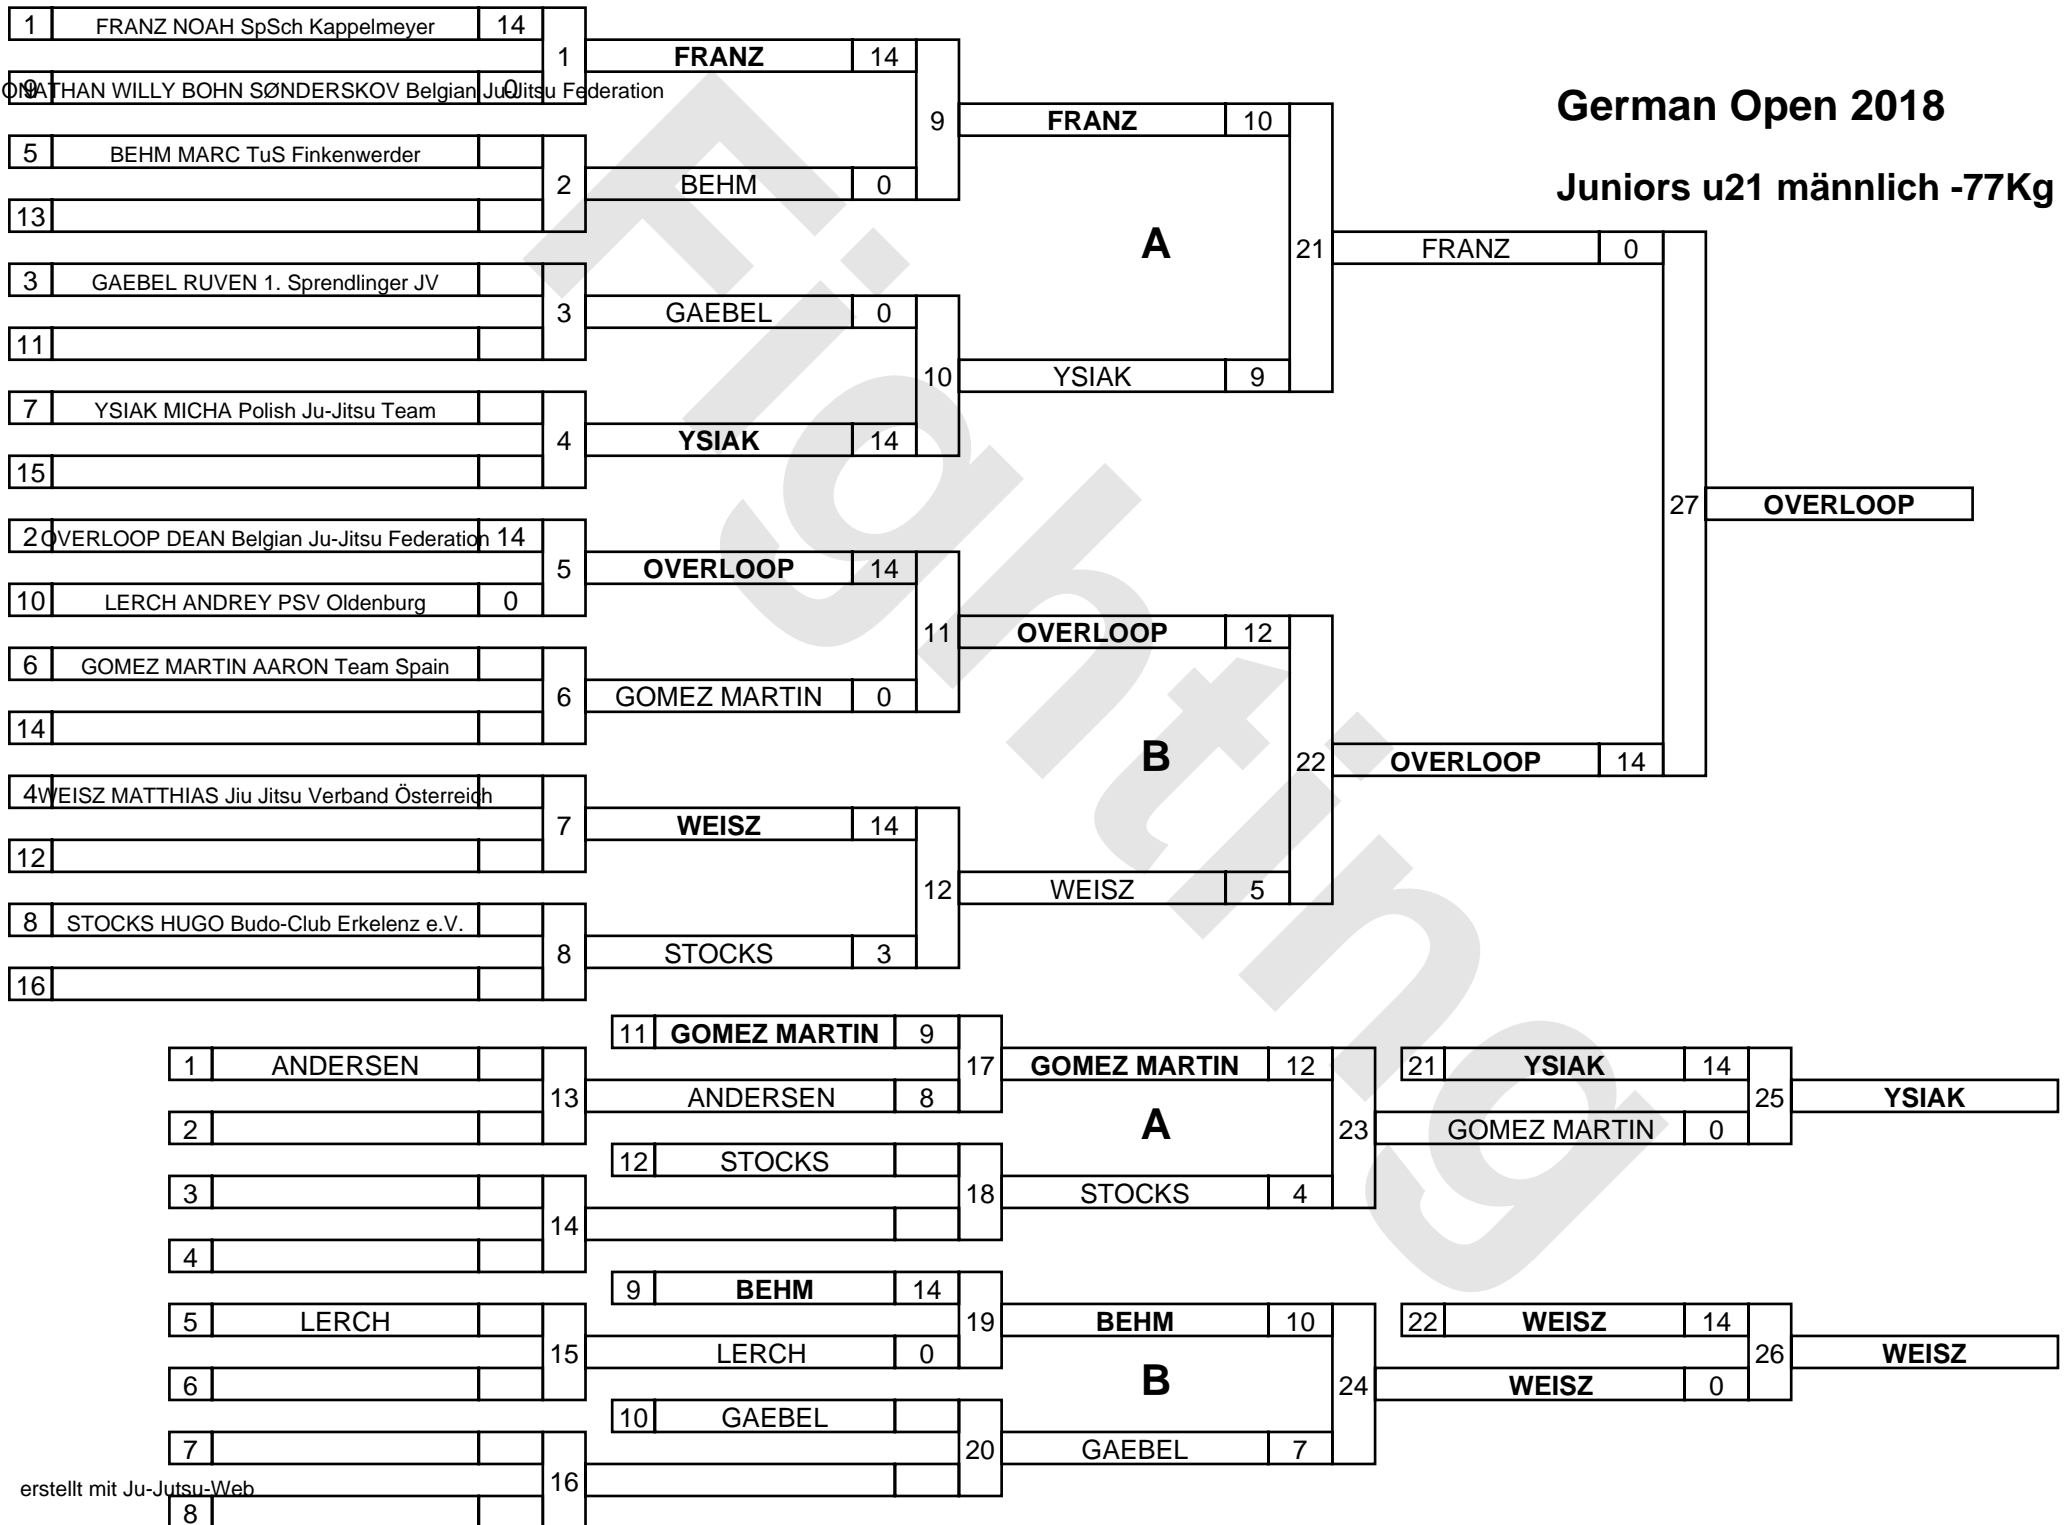 German Open 2018
Juniors u21 männlich -77Kg
1 FRANZ NOAH SpSch Kappelmeyer 14
9 ONATHAN WILLY BOHN SØNDERSKOV Belgian Ju-Jitsu Federation 0
1
5 BEHM MARC TuS Finkenwerder
13
2
3 GAEBEL RUVEN 1. Sprendlinger JV
11
3
7 YSIAK MICHA Polish Ju-Jitsu Team
15
4
2 OVERLOOP DEAN Belgian Ju-Jitsu Federation 14
10 LERCH ANDREY PSV Oldenburg 0
5
6 GOMEZ MARTIN AARON Team Spain
14
6
4 WEISZ MATTHIAS Jiu Jitsu Verband Österreich
12
7
8 STOCKS HUGO Budo-Club Erkelenz e.V.
16
8
FRANZ 14
BEHM 0
9
GAEBEL 0
YSIAK 14
10
OVERLOOP 14
GOMEZ MARTIN 0
11
WEISZ 14
STOCKS 3
12
FRANZ 10
A
YSIAK 9
21
OVERLOOP 12
B
WEISZ 5
22
FRANZ 0
OVERLOOP 14
27
OVERLOOP
1 ANDERSEN
2
13
3
4
14
5 LERCH
6
15
7
8
16
11 GOMEZ MARTIN 9
ANDERSEN 8
17
12 STOCKS
18
9 BEHM 14
LERCH 0
19
10 GAEBEL
20
GOMEZ MARTIN 12
A
STOCKS 4
23
BEHM 10
B
GAEBEL 7
24
21 YSIAK 14
GOMEZ MARTIN 0
25
YSIAK
22 WEISZ 14
WEISZ 0
26
WEISZ
erstellt mit Ju-Jutsu-Web
Fighting